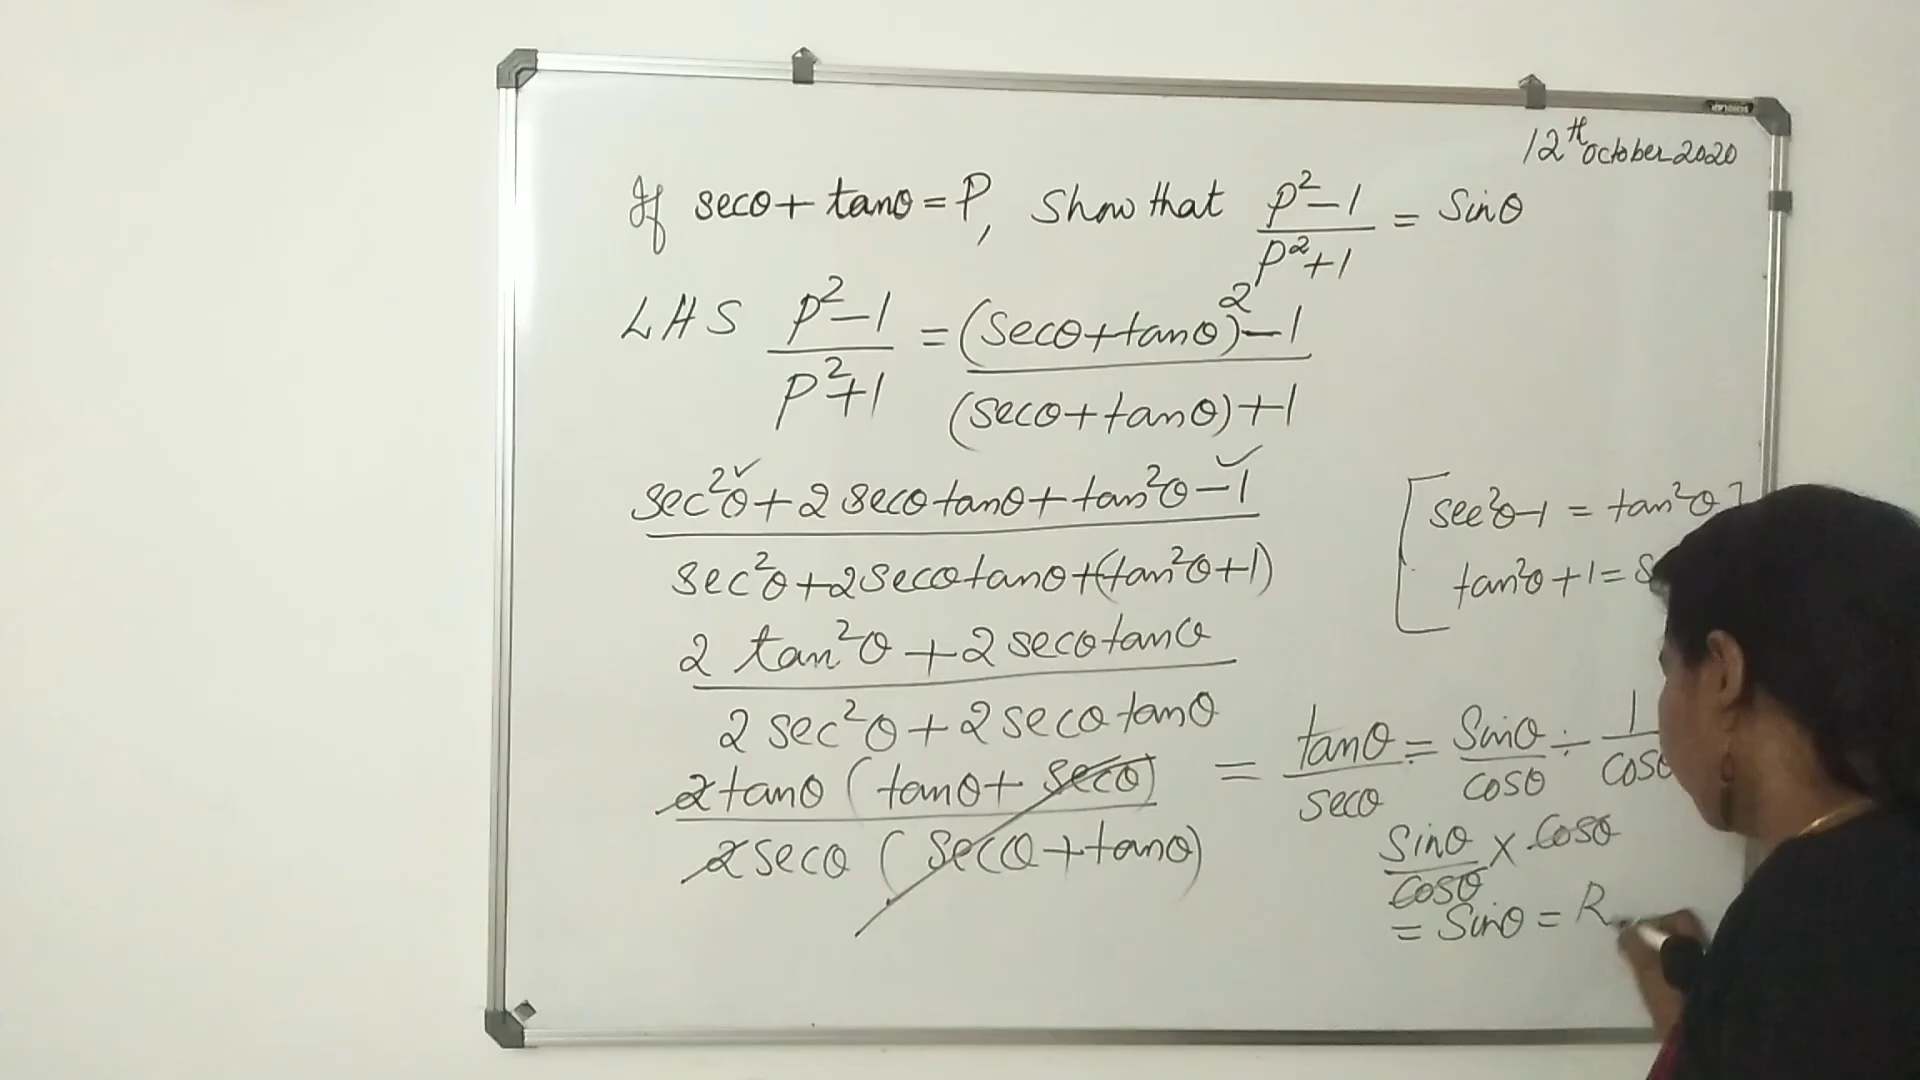 12th October 2020
If secθ + tanθ = P, Show that (P² – 1)/(P² + 1) = Sinθ
LHS (P² – 1)/(P² + 1) = ((secθ + tanθ)² – 1)/((secθ + tanθ) + 1)
sec²θ + 2 secθ tanθ + tan²θ – 1
sec²θ + 2 secθ tanθ + (tan²θ + 1)
[sec²θ – 1 = tan²θ]
tan²θ + 1 = s
2 tan²θ + 2 secθ tanθ
2 sec²θ + 2 secθ tanθ
2 tanθ (tanθ + secθ)
2 secθ (secθ + tanθ)
= tanθ/secθ = Sinθ/cosθ ÷ 1/cosθ
Sinθ/cosθ × cosθ
= Sinθ = R